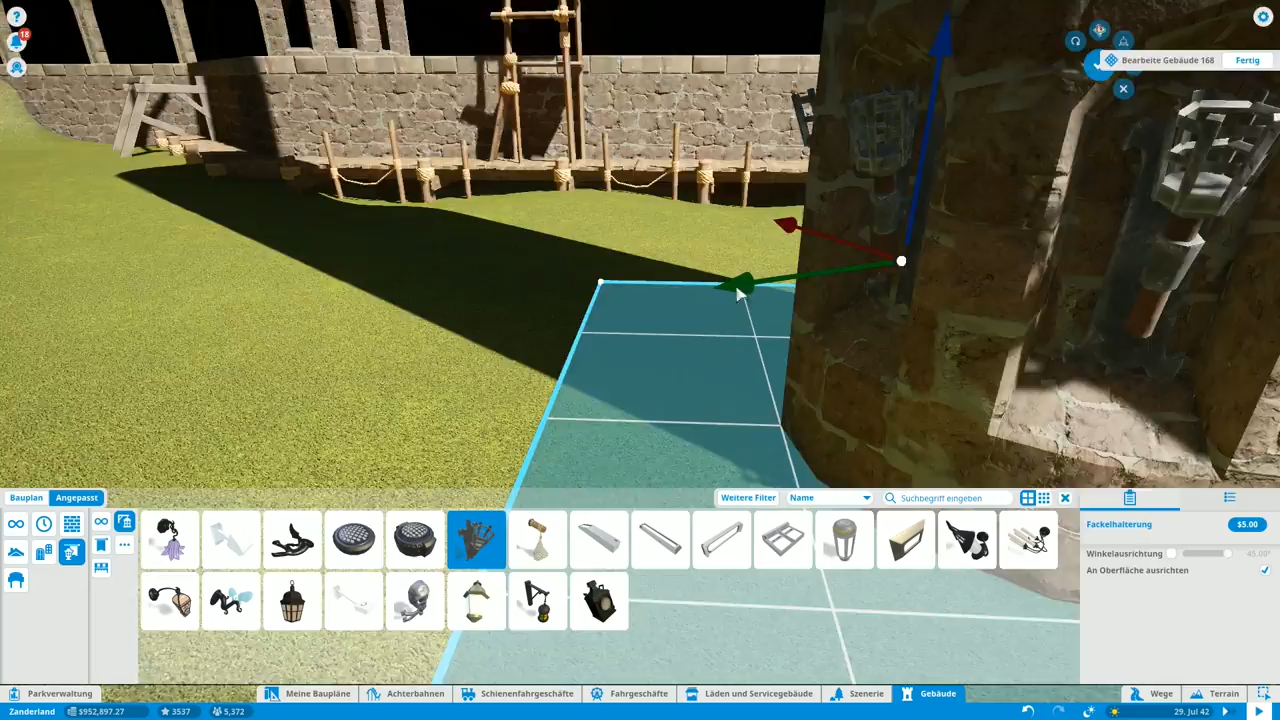 ?
18
Bearbeite Gebäude 168 Fertig
Bauplan Angepasst Weitere Filter Name Suchbegriff eingeben
Fackelhalterung $5.00
Winkelausrichtung 45.00°
An Oberfläche ausrichten
Parkverwaltung Meine Baupläne Achterbahnen Schienenfahrgeschäfte Fahrgeschäfte Läden und Servicegebäude Szenerie Gebäude Wege Terrain
Zanderland $952,897.27 3537 5,372 29. Jul 42